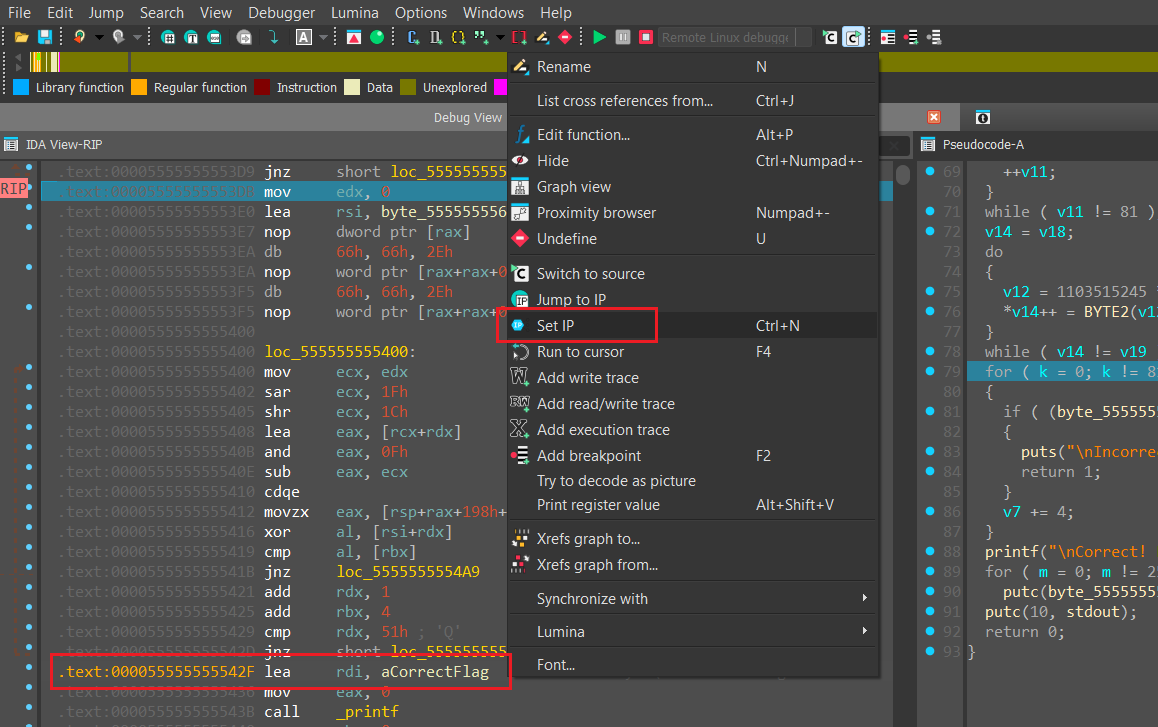 File Edit Jump Search View Debugger Lumina Options Windows Help
Remote Linux debugge
Library function Regular function Instruction Data Unexplored
Debug View
IDA View-RIP
Pseudocode-A
RIP
.text:00005555555553D9 jnz short loc_555555555
.text:00005555555553DB mov edx, 0
.text:00005555555553E0 lea rsi, byte_555555556
.text:00005555555553E7 nop dword ptr [rax]
.text:00005555555553EA db 66h, 66h, 2Eh
.text:00005555555553EA nop word ptr [rax+rax+0
.text:00005555555553F5 db 66h, 66h, 2Eh
.text:00005555555553F5 nop word ptr [rax+rax+0
.text:0000555555555400
.text:0000555555555400 loc_555555555400:
.text:0000555555555400 mov ecx, edx
.text:0000555555555402 sar ecx, 1Fh
.text:0000555555555405 shr ecx, 1Ch
.text:0000555555555408 lea eax, [rcx+rdx]
.text:000055555555540B and eax, 0Fh
.text:000055555555540E sub eax, ecx
.text:0000555555555410 cdqe
.text:0000555555555412 movzx eax, [rsp+rax+198h+
xor al, [rsi+rdx]
.text:0000555555555419 cmp al, [rbx]
.text:000055555555541B jnz loc_5555555554A9
.text:0000555555555421 add rdx, 1
.text:0000555555555425 add rbx, 4
.text:0000555555555429 cmp rdx, 51h ; 'Q'
.text:000055555555542D jnz short loc_555555555
.text:000055555555542F lea rdi, aCorrectFlag
.text:0000555555555436 mov eax, 0
.text:000055555555543B call _printf
Rename N
List cross references from... Ctrl+J
Edit function... Alt+P
Hide Ctrl+Numpad+-
Graph view
Proximity browser Numpad+-
Undefine U
Switch to source
Jump to IP
Set IP Ctrl+N
Run to cursor F4
Add write trace
Add read/write trace
Add execution trace
Add breakpoint F2
Try to decode as picture
Print register value Alt+Shift+V
Xrefs graph to...
Xrefs graph from...
Synchronize with
Lumina
Font...
69 ++v11;
70 }
71 while ( v11 != 81 )
72 v14 = v18;
73 do
74 {
75 v12 = 1103515245
76 *v14++ = BYTE2(v12
77 }
78 while ( v14 != v19
79 for ( k = 0; k != 8
80 {
81 if ( (byte_5555555
82 {
83 puts("\nIncorrec
84 return 1;
85 }
86 v7 += 4;
87 }
88 printf("\nCorrect!
89 for ( m = 0; m != 2
90 putc(byte_5555555
91 putc(10, stdout);
92 return 0;
93 }